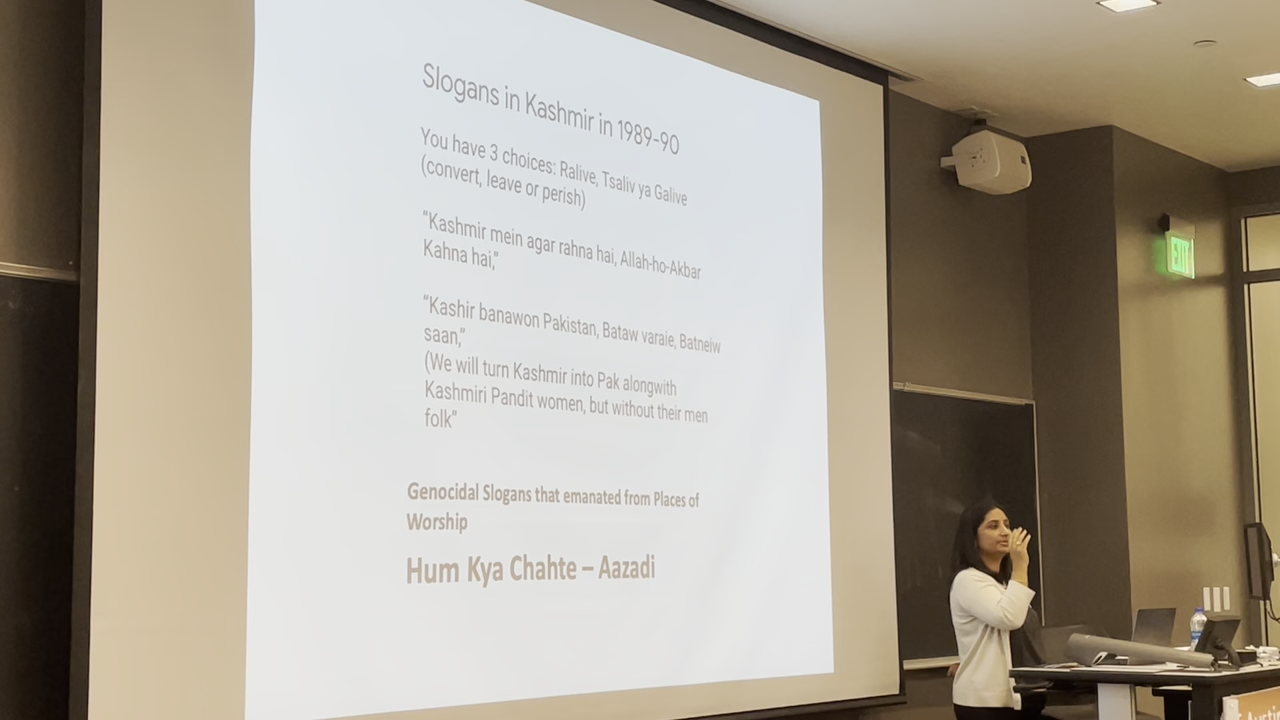 Slogans in Kashmir in 1989-90
You have 3 choices: Ralive, Tsaliv ya Galive
(convert, leave or perish)
“Kashmir mein agar rahna hai, Allah-ho-Akbar
Kahna hai,”
“Kashir banawon Pakistan, Bataw varaie, Batneiw
saan,”
(We will turn Kashmir into Pak alongwith
Kashmiri Pandit women, but without their men
folk”
Genocidal Slogans that emanated from Places of
Worship
Hum Kya Chahte – Aazadi
EXIT